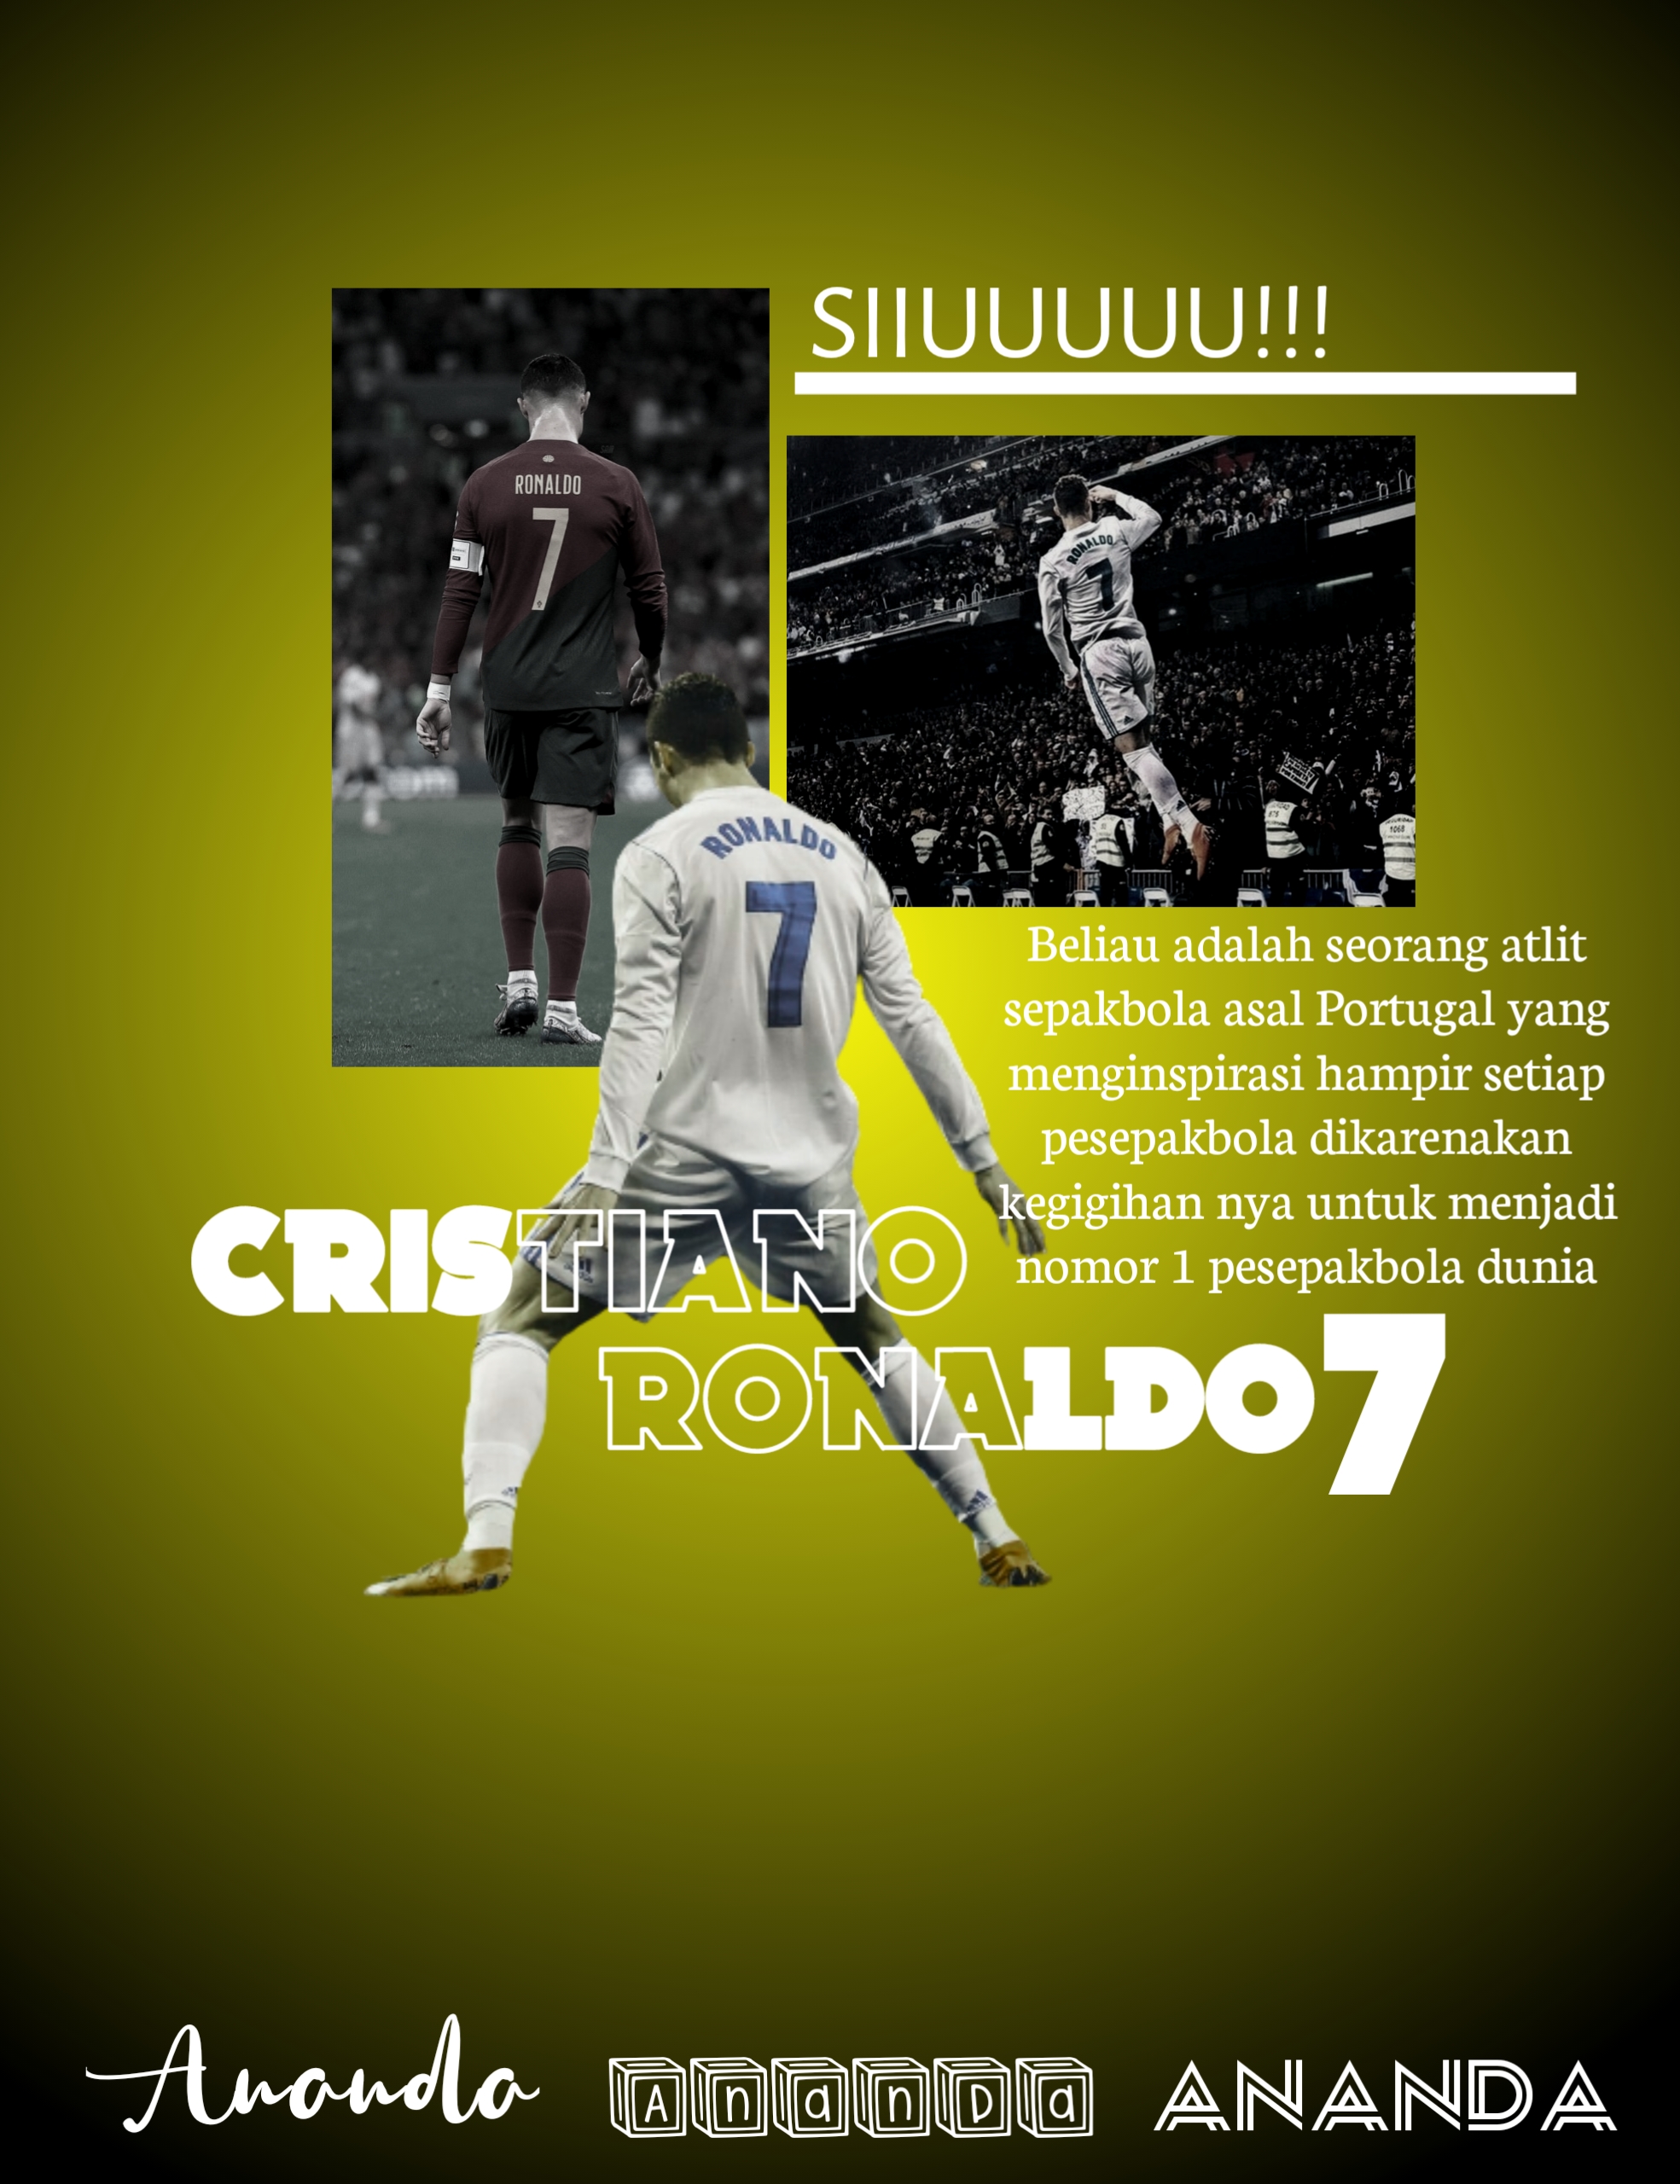 SIIUUUUU!!!
RONALDO
7
RONALDO
7
RONALDO
7
Beliau adalah seorang atlit
sepakbola asal Portugal yang
menginspirasi hampir setiap
pesepakbola dikarenakan
kegigihan nya untuk menjadi
nomor 1 pesepakbola dunia
CRISTIANO
RONALDO7
Ananda
AnanDa
ANANDA